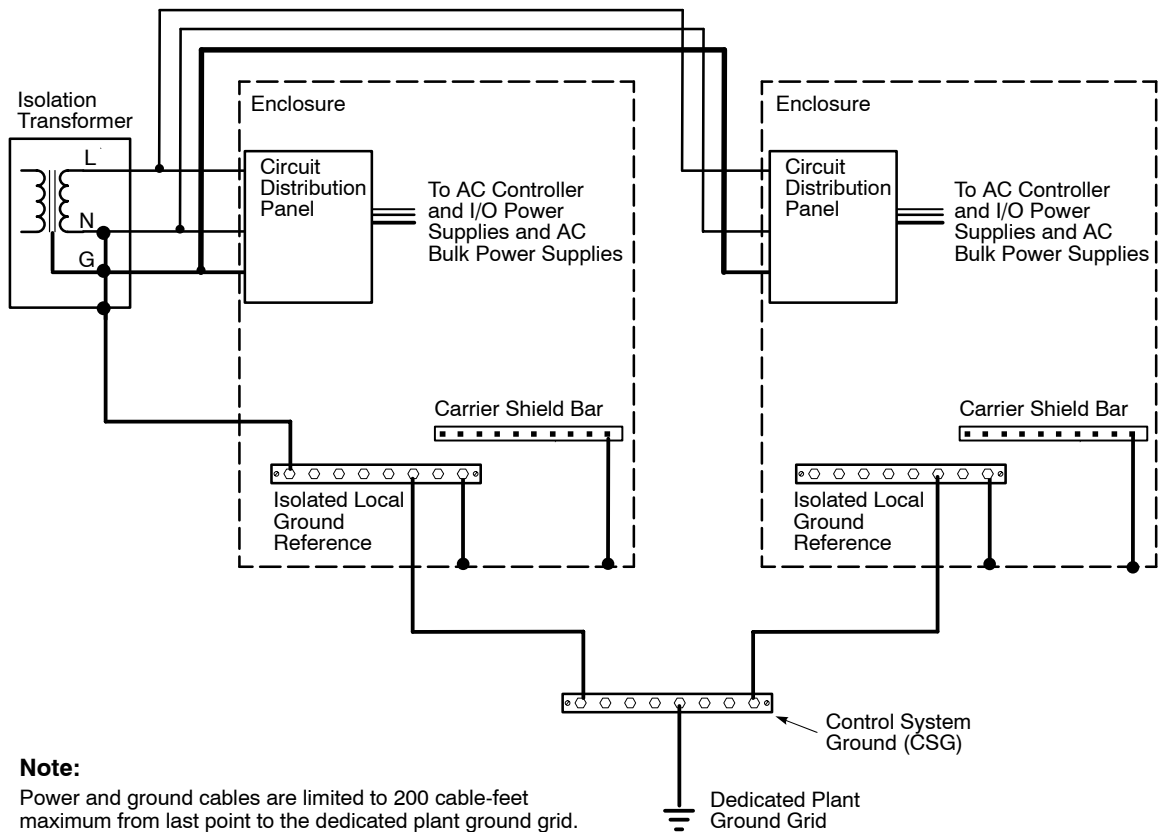 Isolation
Transformer
L
N
G
Enclosure
Circuit
Distribution
Panel
To AC Controller
and I/O Power
Supplies and AC
Bulk Power Supplies
Carrier Shield Bar
Isolated Local
Ground
Reference
Enclosure
Circuit
Distribution
Panel
To AC Controller
and I/O Power
Supplies and AC
Bulk Power Supplies
Carrier Shield Bar
Isolated Local
Ground
Reference
Control System
Ground (CSG)
Dedicated Plant
Ground Grid
Note:
Power and ground cables are limited to 200 cable-feet
maximum from last point to the dedicated plant ground grid.